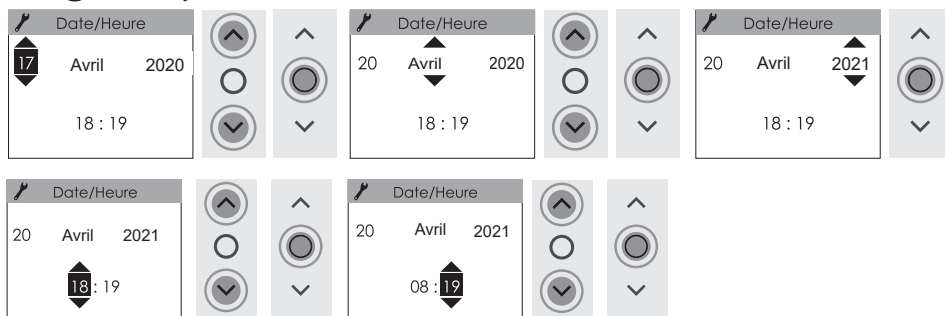 Date/Heure
17 Avril 2020
18 : 19
Date/Heure
20 Avril 2020
18 : 19
Date/Heure
20 Avril 2021
18 : 19
Date/Heure
20 Avril 2021
18 : 19
Date/Heure
20 Avril 2021
08 : 19